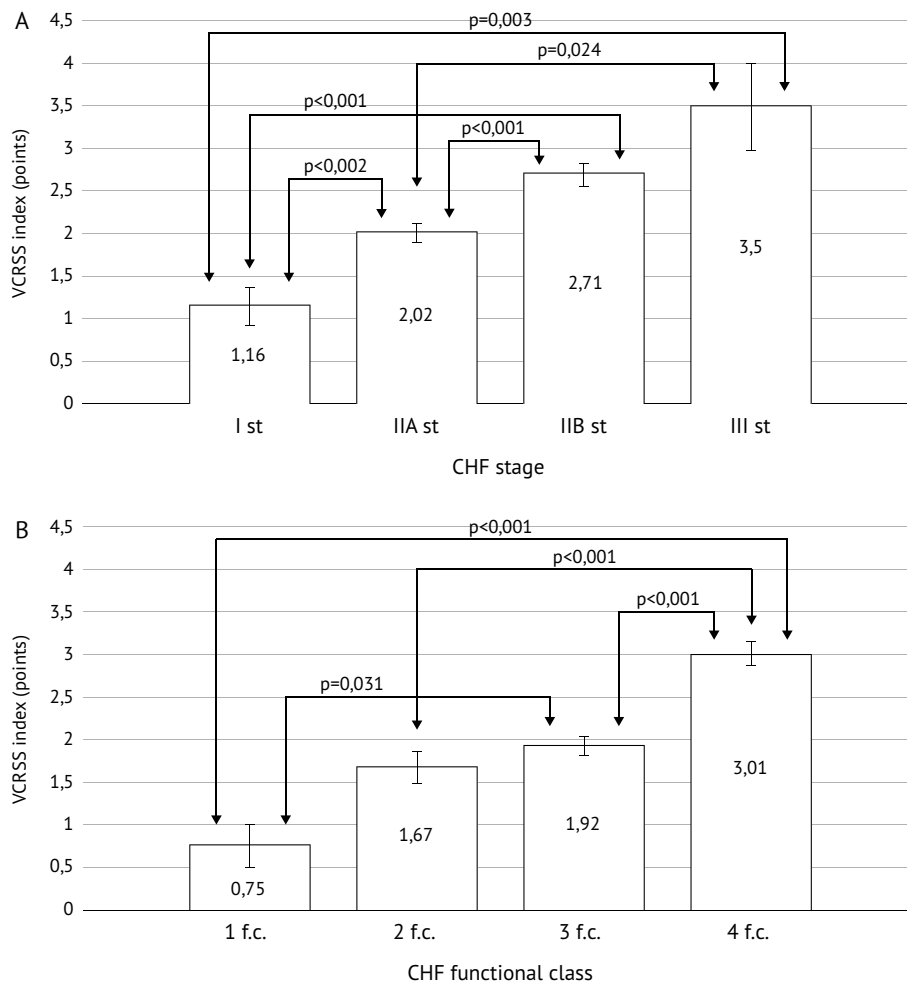 A
4,5
p=0,003
4
p=0,024
3,5
p<0,001
3
p<0,001
p<0,002
2,5
2
1,5
1
0,5
0
VCRSS index (points)
1,16
2,02
2,71
3,5
I st IIA st IIB st III st
CHF stage
B
4,5
p<0,001
4
p<0,001
3,5
p<0,001
3
2,5
p=0,031
2
1,5
1
0,5
0
VCRSS index (points)
0,75
1,67
1,92
3,01
1 f.c. 2 f.c. 3 f.c. 4 f.c.
CHF functional class